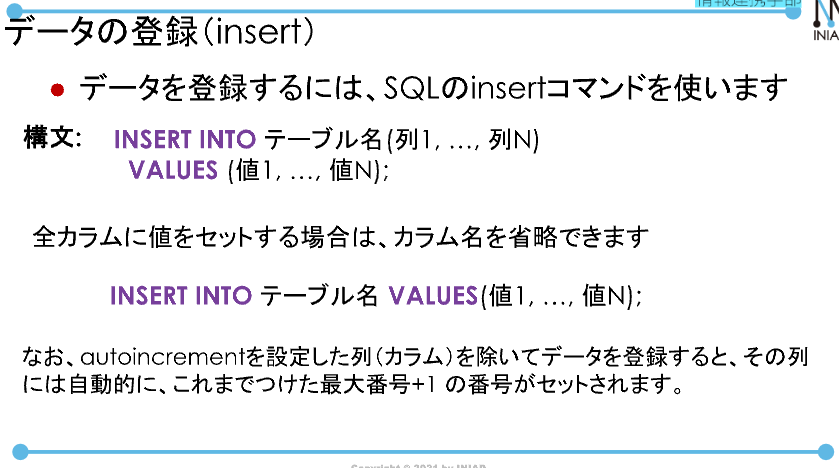 情報連携学部
INIAD
データの登録（insert）
● データを登録するには、SQLのinsertコマンドを使います
構文: INSERT INTO テーブル名(列1, …, 列N)
VALUES (値1, …, 値N);
全カラムに値をセットする場合は、カラム名を省略できます
INSERT INTO テーブル名 VALUES(値1, …, 値N);
なお、autoincrementを設定した列（カラム）を除いてデータを登録すると、その列
には自動的に、これまでつけた最大番号+1 の番号がセットされます。
Copyright © 2021 by INIAD